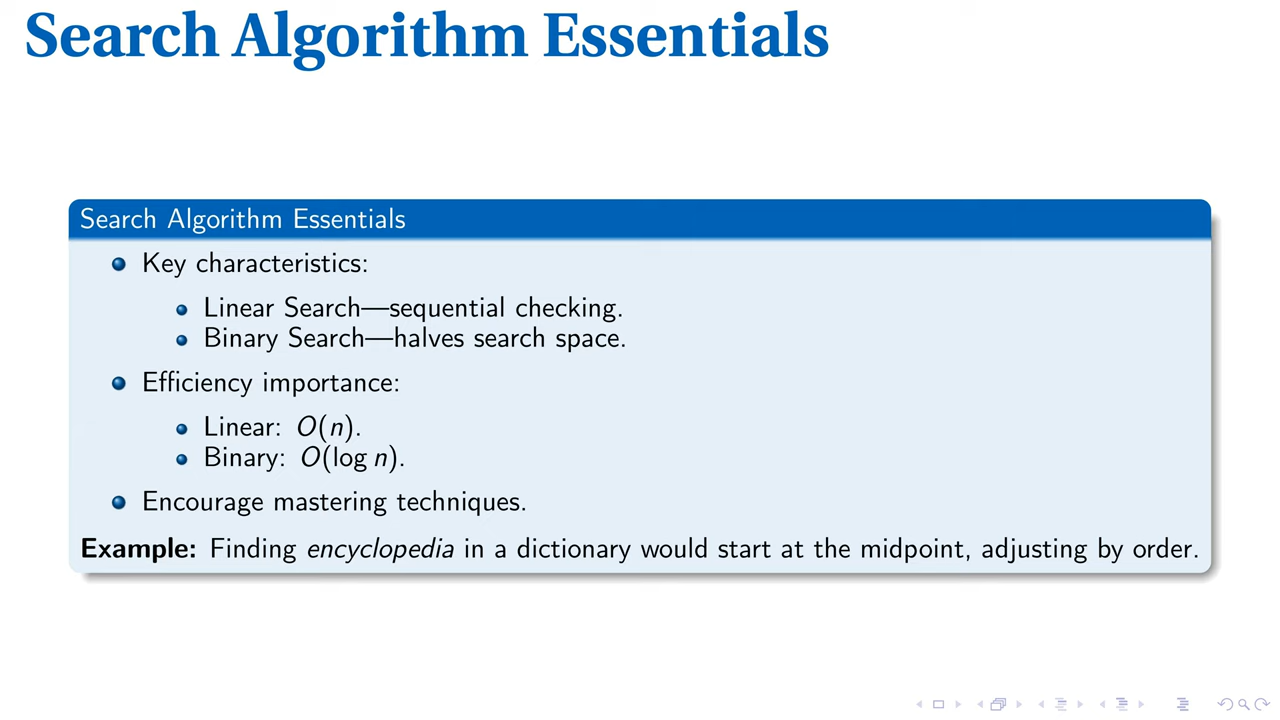 Search Algorithm Essentials
Search Algorithm Essentials
Key characteristics:
Linear Search—sequential checking.
Binary Search—halves search space.
Efficiency importance:
Linear: O(n).
Binary: O(log n).
Encourage mastering techniques.
Example: Finding encyclopedia in a dictionary would start at the midpoint, adjusting by order.